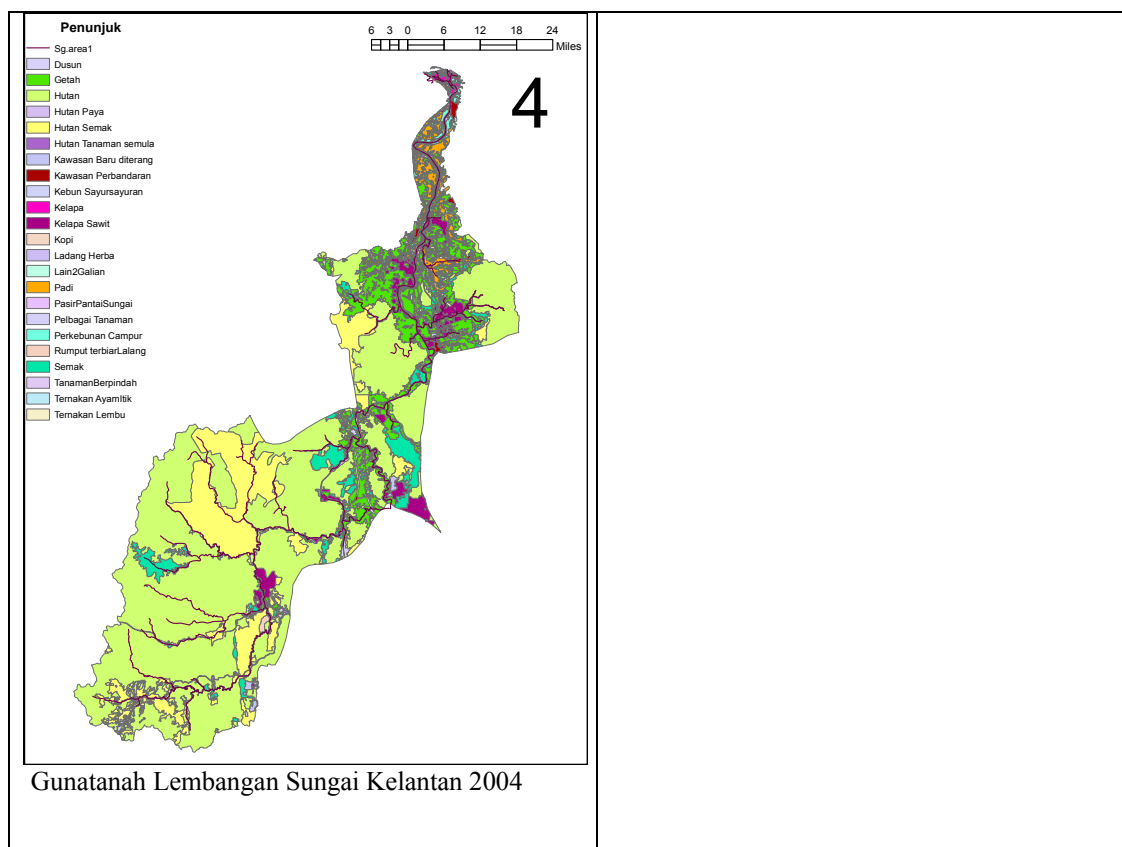 Penunjuk
Sg.area1
Dusun
Getah
Hutan
Hutan Paya
Hutan Semak
Hutan Tanaman semula
Kawasan Baru diterang
Kawasan Perbandaran
Kebun Sayursayuran
Kelapa
Kelapa Sawit
Kopi
Ladang Herba
Lain2Galian
Padi
PasirPantaiSungai
Pelbagai Tanaman
Perkebunan Campur
Rumput terbiarLalang
Semak
TanamanBerpindah
Ternakan AyamItik
Ternakan Lembu
6 3 0 6 12 18 24
Miles
4
Gunatanah Lembangan Sungai Kelantan 2004